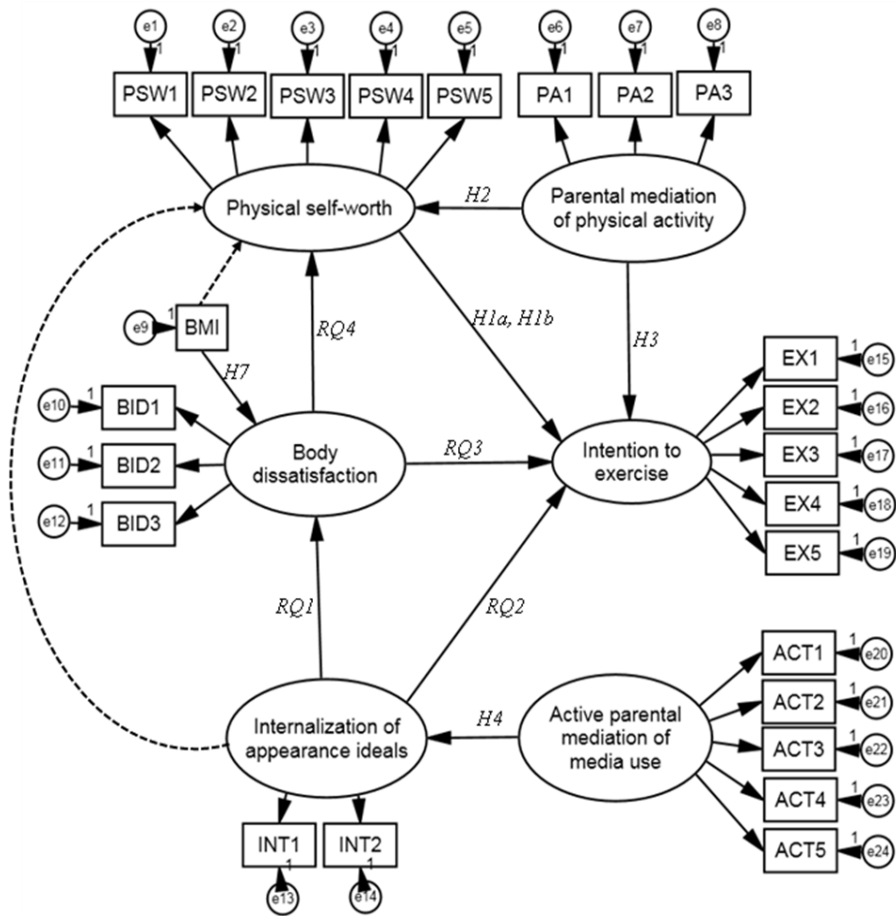 e1 e2 e3 e4 e5 e6 e7 e8
1 1 1 1 1 1 1 1
PSW1 PSW2 PSW3 PSW4 PSW5 PA1 PA2 PA3
Physical self-worth
H2
Parental mediation
of physical activity
e9 1 BMI
RQ4
H1a, H1b
H3
H7
e10 1 BID1
e11 1 BID2
e12 1 BID3
Body
dissatisfaction
RQ3
Intention to
exercise
EX1 1 e15
EX2 1 e16
EX3 1 e17
EX4 1 e18
EX5 1 e19
RQ1
RQ2
Internalization of
appearance ideals
H4
Active parental
mediation of
media use
ACT1 1 e20
ACT2 1 e21
ACT3 1 e22
ACT4 1 e23
ACT5 1 e24
INT1 INT2
1 1
e13 e14